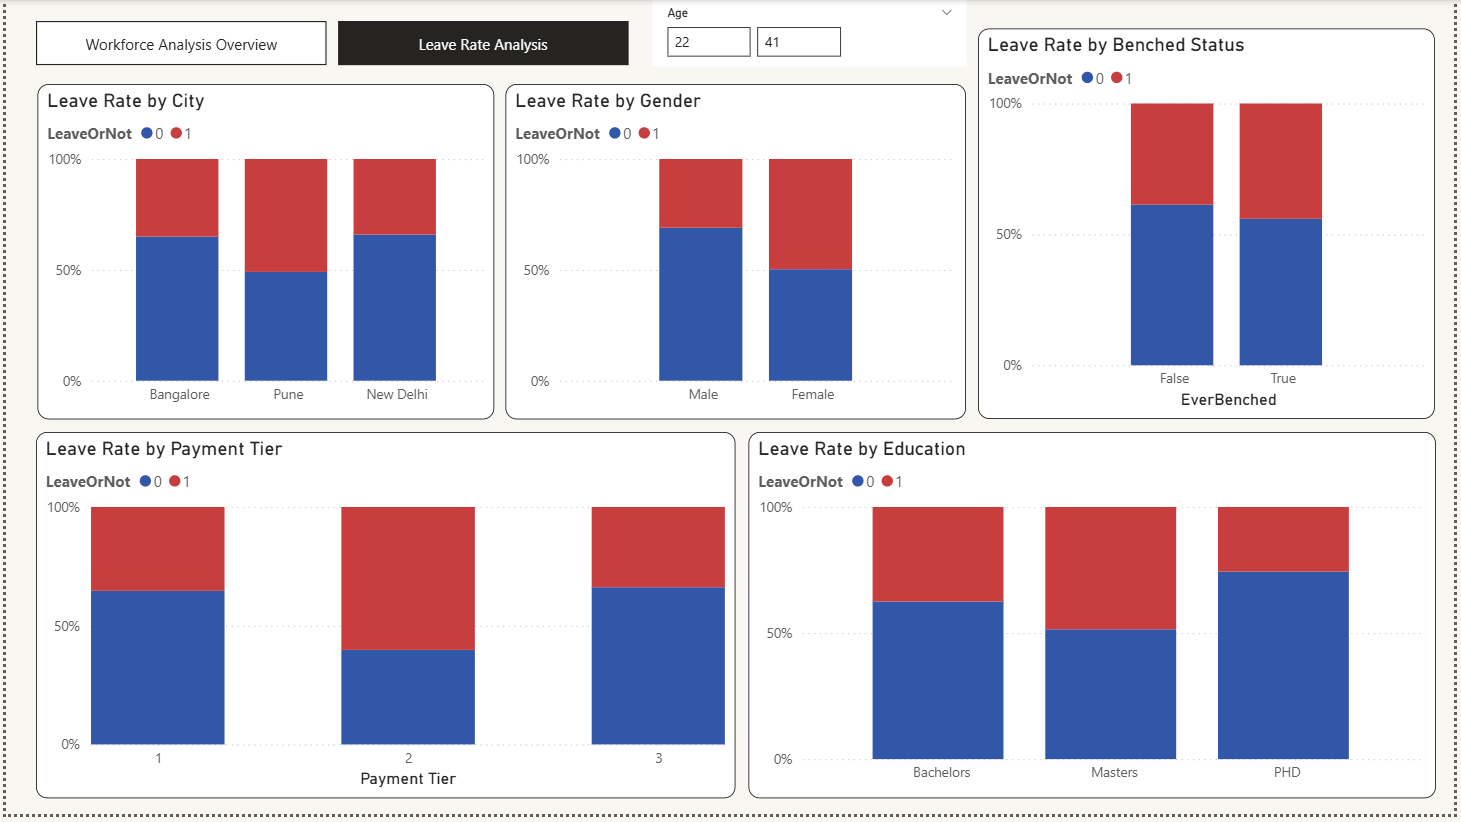 Workforce Analysis Overview
Leave Rate Analysis
Age
22
41
Leave Rate by City
LeaveOrNot 0 1
100%
50%
0%
Bangalore Pune New Delhi
Leave Rate by Gender
LeaveOrNot 0 1
100%
50%
0%
Male Female
Leave Rate by Benched Status
LeaveOrNot 0 1
100%
50%
0%
False True
EverBenched
Leave Rate by Payment Tier
LeaveOrNot 0 1
100%
50%
0%
1 2 3
Payment Tier
Leave Rate by Education
LeaveOrNot 0 1
100%
50%
0%
Bachelors Masters PHD